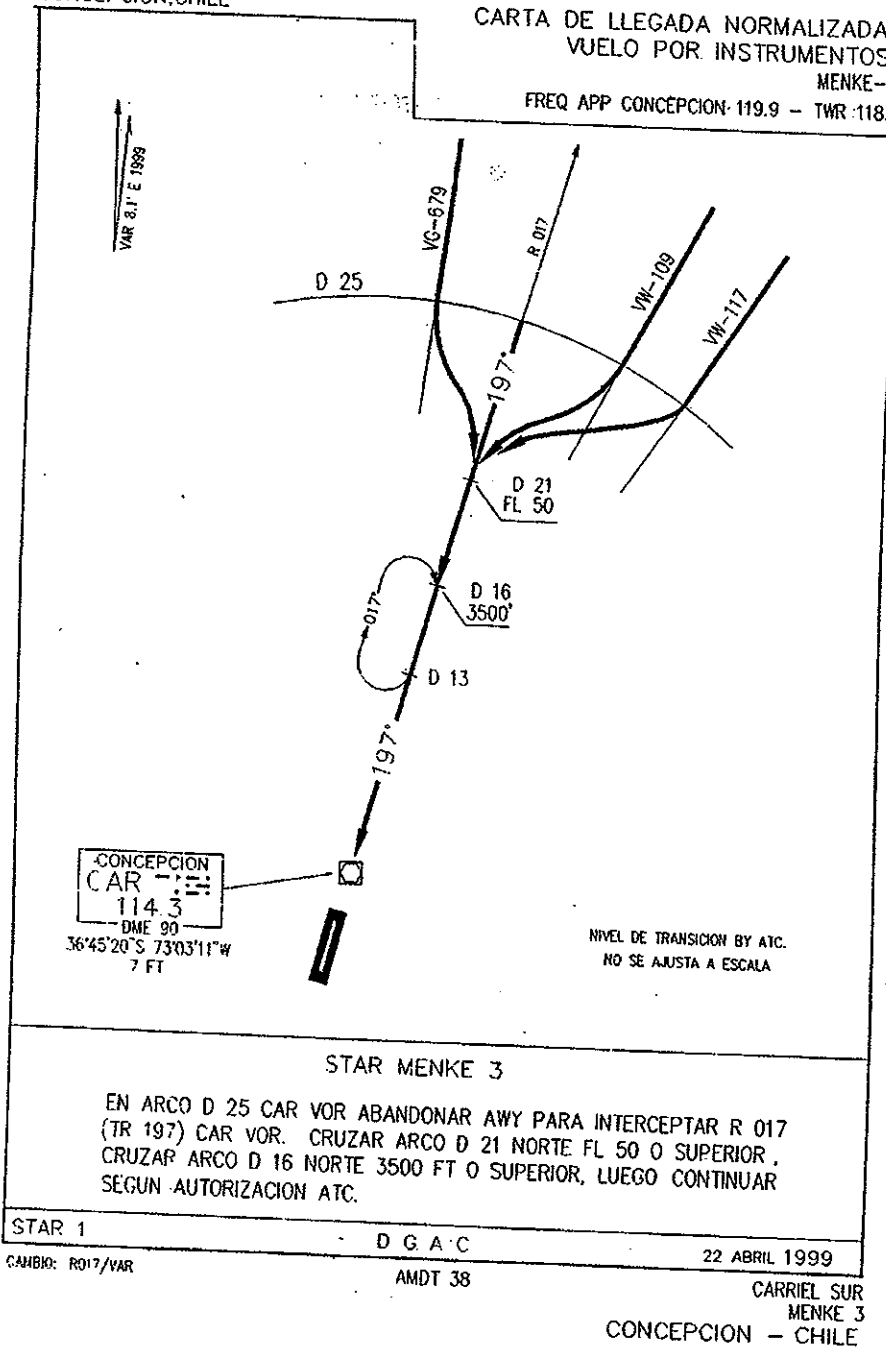 CARTA DE LLEGADA NORMALIZADA
VUELO POR INSTRUMENTOS
MENKE-
FREQ APP CONCEPCION 119.9 - TWR 118.
VAR 8.1' E 1999
VG-679
R 017
VW-109
VW-117
D 25
197°
D 21
FL 50
D 16
3500'
017°
D 13
197°
CONCEPCION
CAR
114.3
DME 90
36°45'20"S 73°03'11"W
7 FT
NIVEL DE TRANSICION BY ATC.
NO SE AJUSTA A ESCALA
STAR MENKE 3
EN ARCO D 25 CAR VOR ABANDONAR AWY PARA INTERCEPTAR R 017
(TR 197) CAR VOR. CRUZAR ARCO D 21 NORTE FL 50 O SUPERIOR,
CRUZAR ARCO D 16 NORTE 3500 FT O SUPERIOR, LUEGO CONTINUAR
SEGUN AUTORIZACION ATC.
STAR 1
D G A C
22 ABRIL 1999
CAMBIO: R017/VAR
AMDT 38
CARRIEL SUR
MENKE 3
CONCEPCION - CHILE